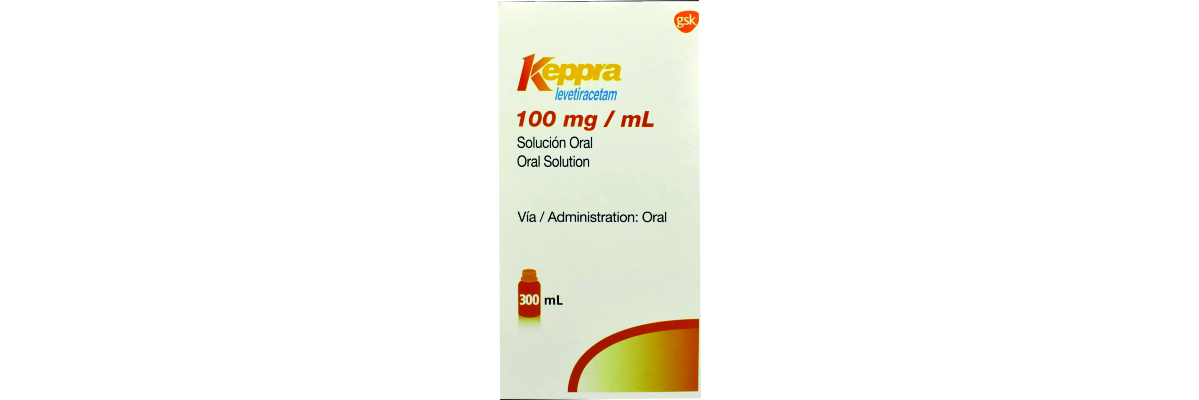 gsk
Keppra
levetiracetam
100 mg / mL
Solución Oral
Oral Solution
Vía / Administration: Oral
300 mL